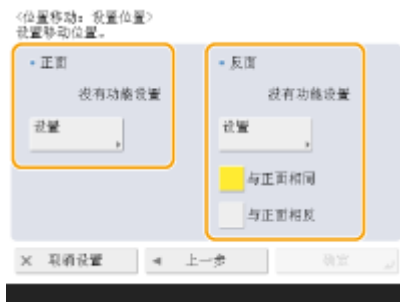 <位置移动: 设置位置>
设置移动位置。
▪ 正面
没有功能设置
设置
▪ 反面
没有功能设置
设置
与正面相同
与正面相反
× 取消设置
◀ 上一步
确定